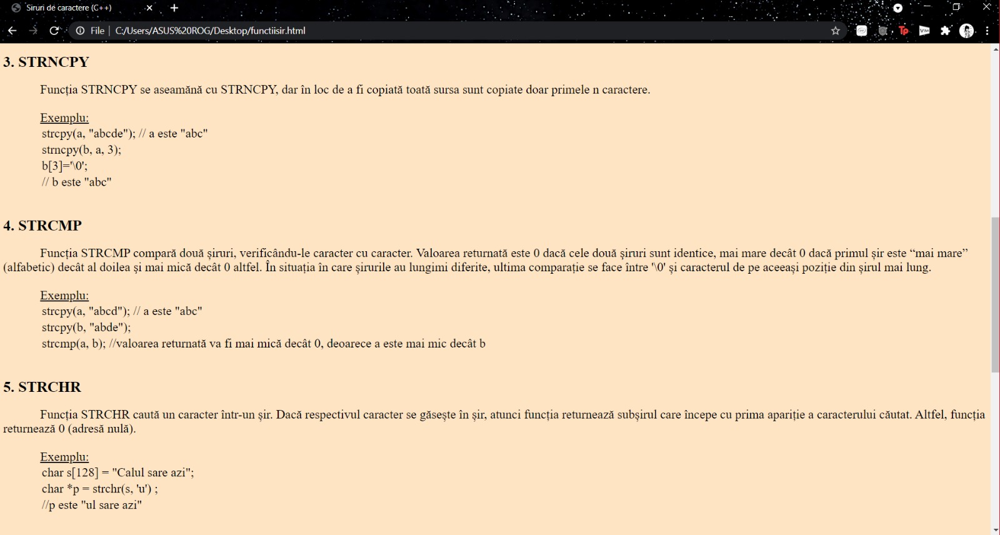 Siruri de caractere (C++)
File | C:/Users/ASUS%20ROG/Desktop/functiisir.html
Tp
VM
3. STRNCPY
Funcția STRNCPY se aseamănă cu STRNCPY, dar în loc de a fi copiată toată sursa sunt copiate doar primele n caractere.
Exemplu:
strcpy(a, "abcde"); // a este "abc"
strncpy(b, a, 3);
b[3]='\0';
// b este "abc"
4. STRCMP
Funcția STRCMP compară două șiruri, verificându-le caracter cu caracter. Valoarea returnată este 0 dacă cele două șiruri sunt identice, mai mare decât 0 dacă primul șir este “mai mare”
(alfabetic) decât al doilea și mai mică decât 0 altfel. În situația în care șirurile au lungimi diferite, ultima comparație se face între '\0' și caracterul de pe aceeași poziție din șirul mai lung.
Exemplu:
strcpy(a, "abcd"); // a este "abc"
strcpy(b, "abde");
strcmp(a, b); //valoarea returnată va fi mai mică decât 0, deoarece a este mai mic decât b
5. STRCHR
Funcția STRCHR caută un caracter într-un șir. Dacă respectivul caracter se găsește în șir, atunci funcția returnează subșirul care începe cu prima apariție a caracterului căutat. Altfel, funcția
returnează 0 (adresă nulă).
Exemplu:
char s[128] = "Calul sare azi";
char *p = strchr(s, 'u') ;
//p este "ul sare azi"